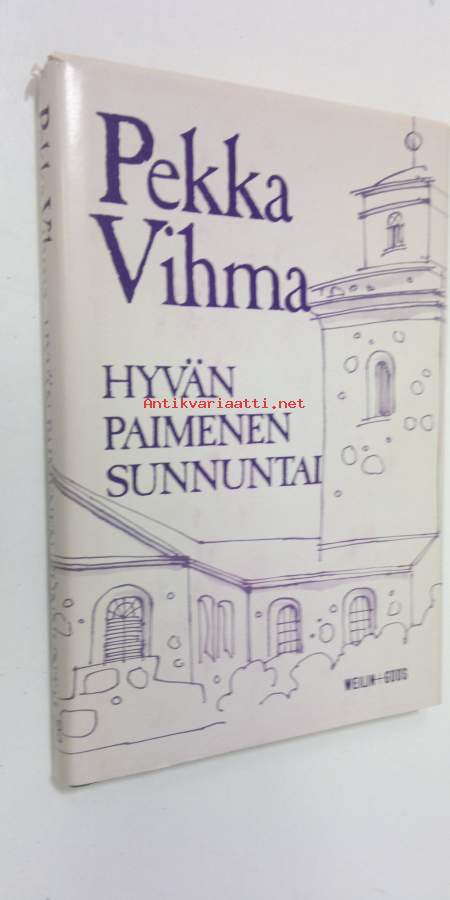 Pekka
Vihma
HYVÄN
Antikvariaatti.net
PAIMENEN
SUNNUNTAI
WEILIN+GÖÖS